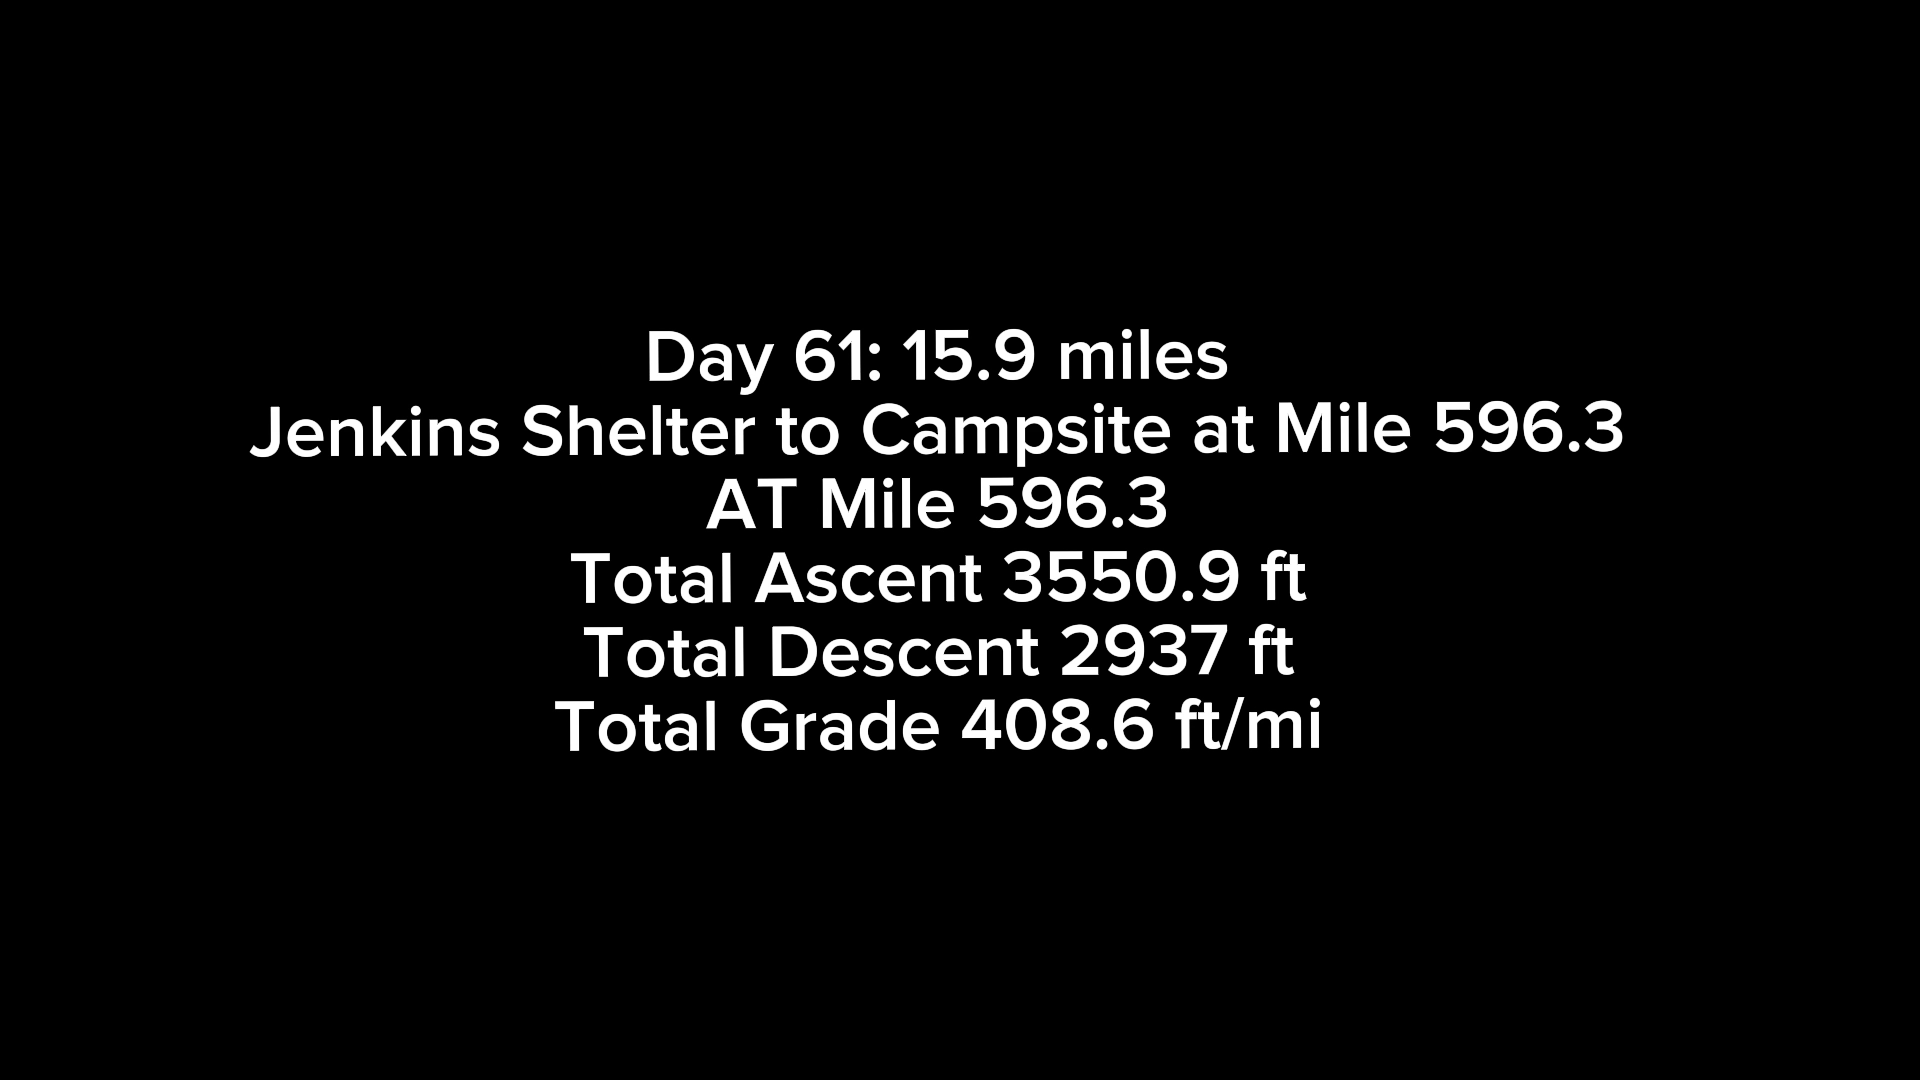 Day 61: 15.9 miles
Jenkins Shelter to Campsite at Mile 596.3
AT Mile 596.3
Total Ascent 3550.9 ft
Total Descent 2937 ft
Total Grade 408.6 ft/mi